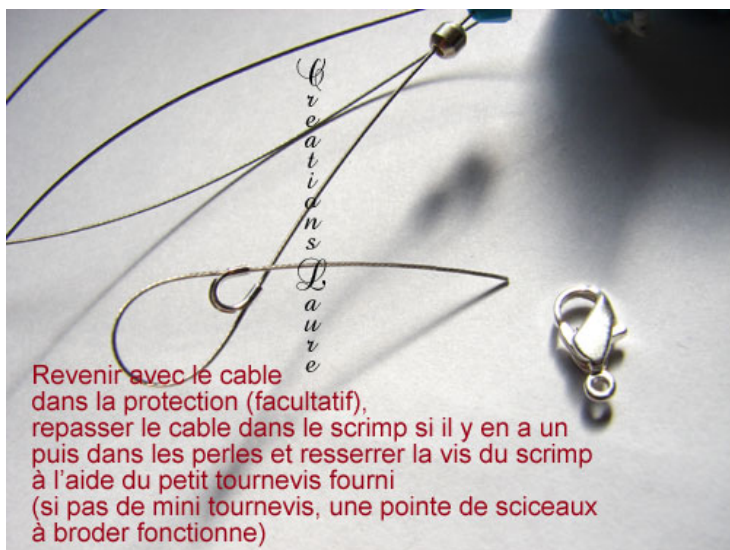 Creations Laure
Revenir avec le cable
dans la protection (facultatif),
repasser le cable dans le scrimp si il y en a un
puis dans les perles et resserrer la vis du scrimp
à l'aide du petit tournevis fourni
(si pas de mini tournevis, une pointe de sciceaux
à broder fonctionne)